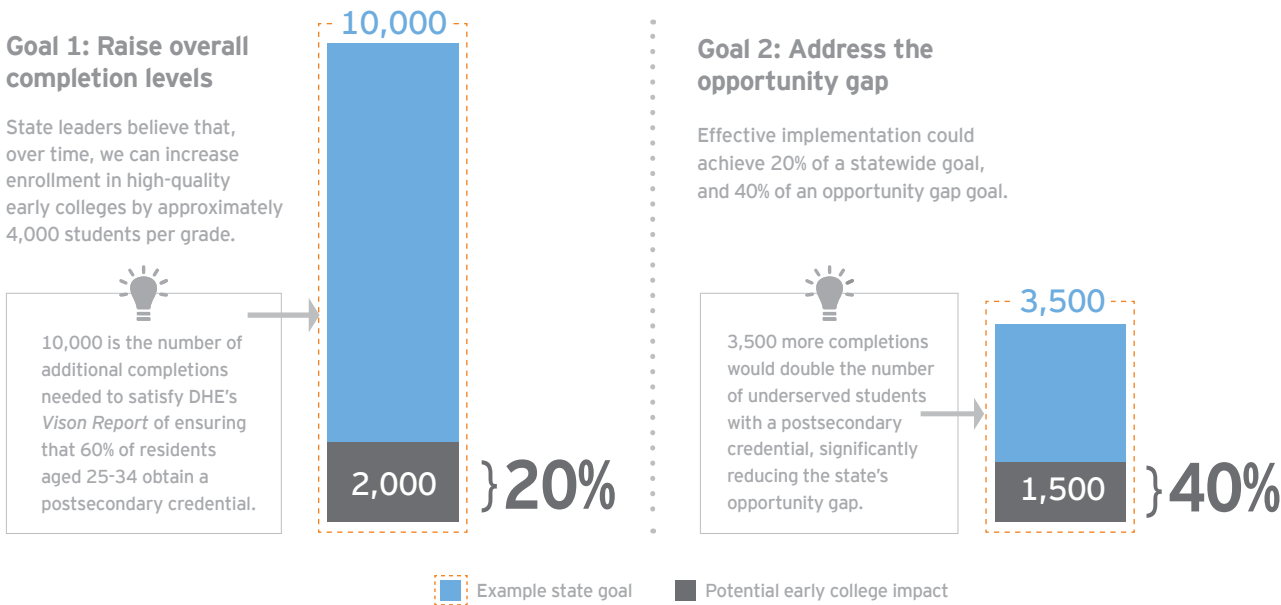 Goal 1: Raise overall
completion levels
State leaders believe that,
over time, we can increase
enrollment in high-quality
early colleges by approximately
4,000 students per grade.
10,000 is the number of
additional completions
needed to satisfy DHE's
Vison Report of ensuring
that 60% of residents
aged 25-34 obtain a
postsecondary credential.
10,000
2,000
}20%
Goal 2: Address the
opportunity gap
Effective implementation could
achieve 20% of a statewide goal,
and 40% of an opportunity gap goal.
3,500 more completions
would double the number
of underserved students
with a postsecondary
credential, significantly
reducing the state's
opportunity gap.
3,500
1,500
}40%
Example state goal
Potential early college impact